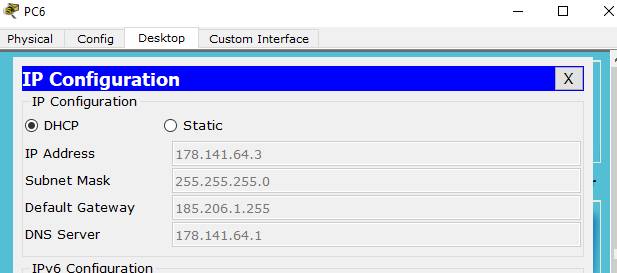 PC6
Physical Config Desktop Custom Interface
IP Configuration X
IP Configuration
DHCP Static
IP Address 178.141.64.3
Subnet Mask 255.255.255.0
Default Gateway 185.206.1.255
DNS Server 178.141.64.1
IPv6 Configuration